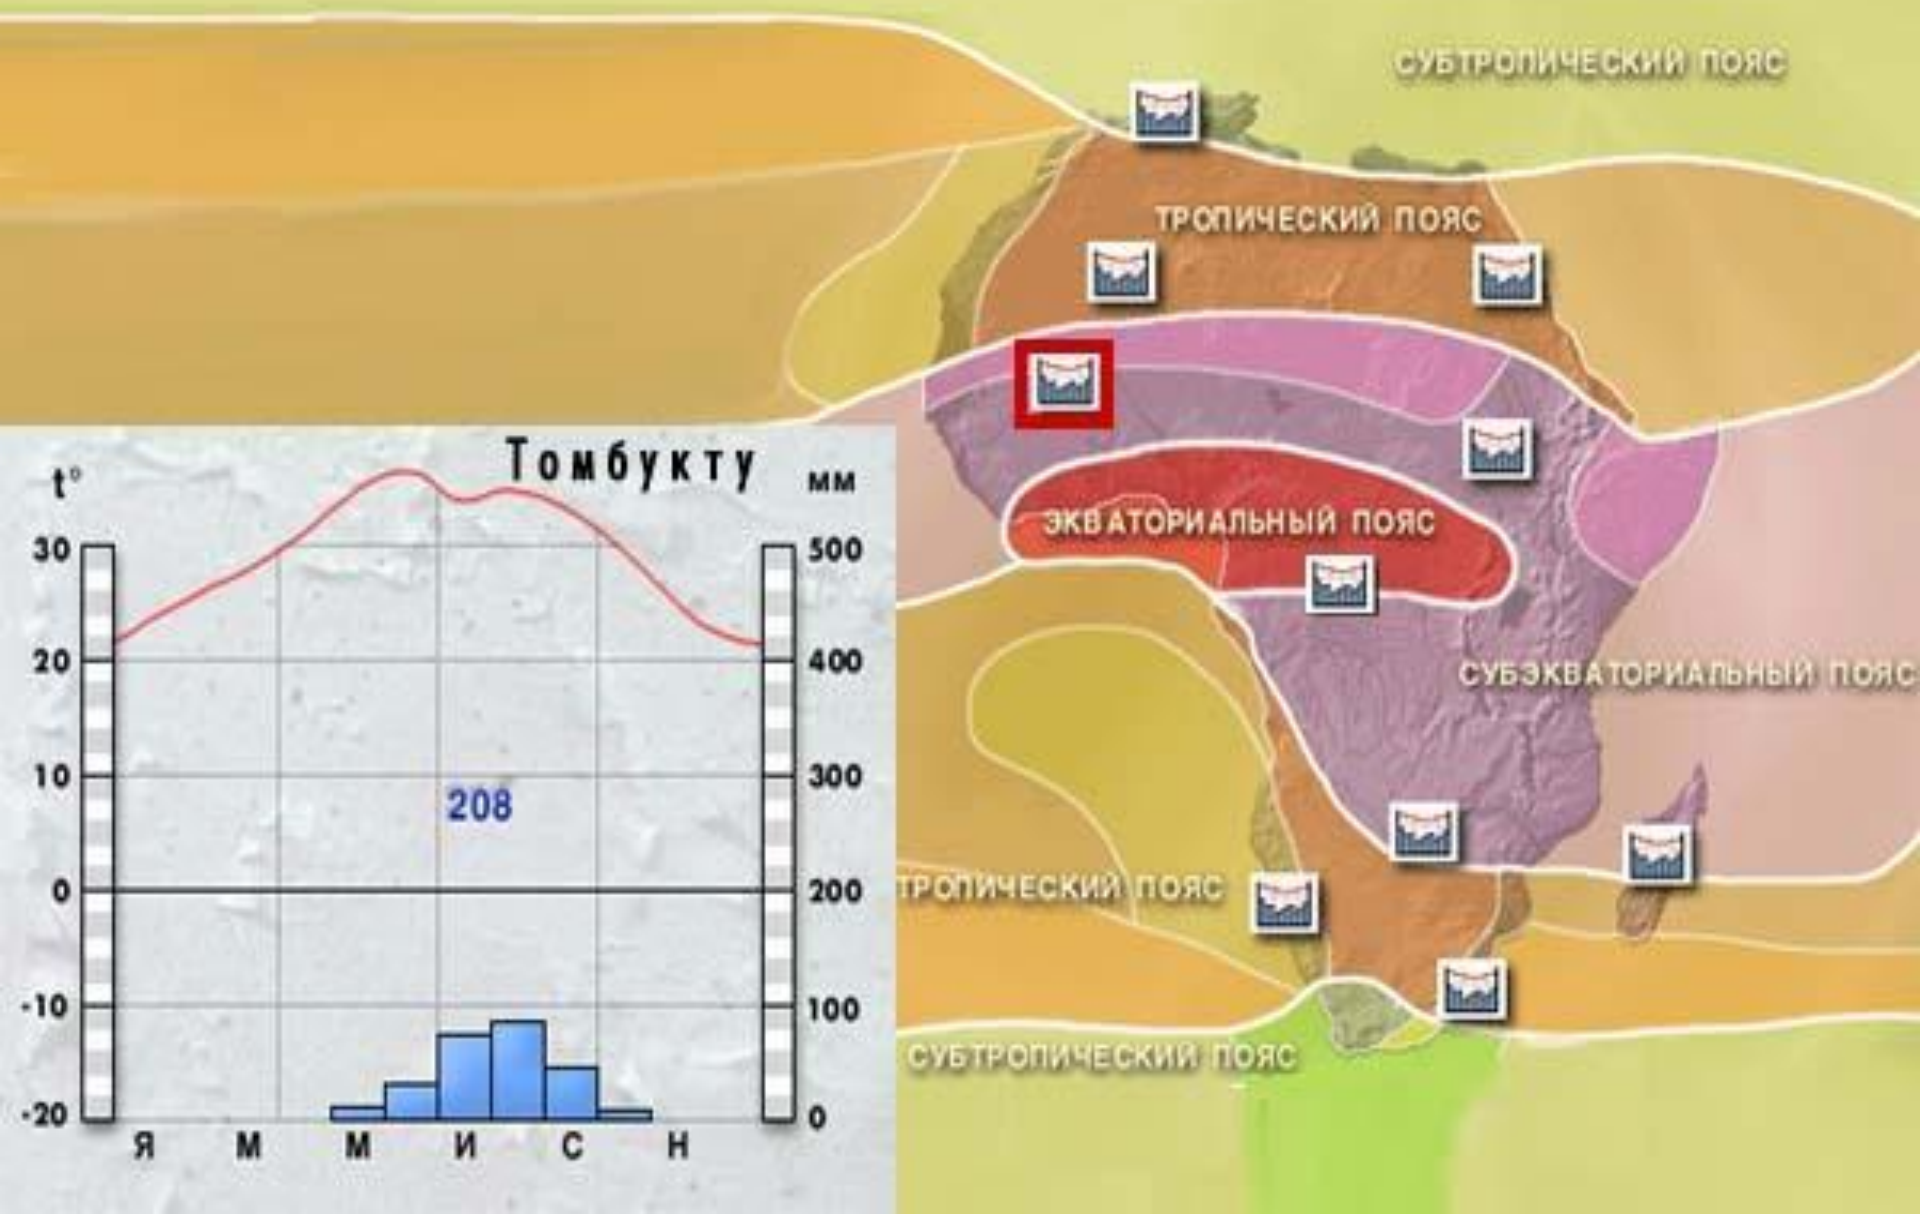 СУБТРОПИЧЕСКИЙ ПОЯС
ТРОПИЧЕСКИЙ ПОЯС
ЭКВАТОРИАЛЬНЫЙ ПОЯС
СУБЭКВАТОРИАЛЬНЫЙ ПОЯС
ТРОПИЧЕСКИЙ ПОЯС
СУБТРОПИЧЕСКИЙ ПОЯС
Томбукту
t° мм
30 500
20 400
10 300
208
0 200
-10 100
-20 0
Я М М И С Н